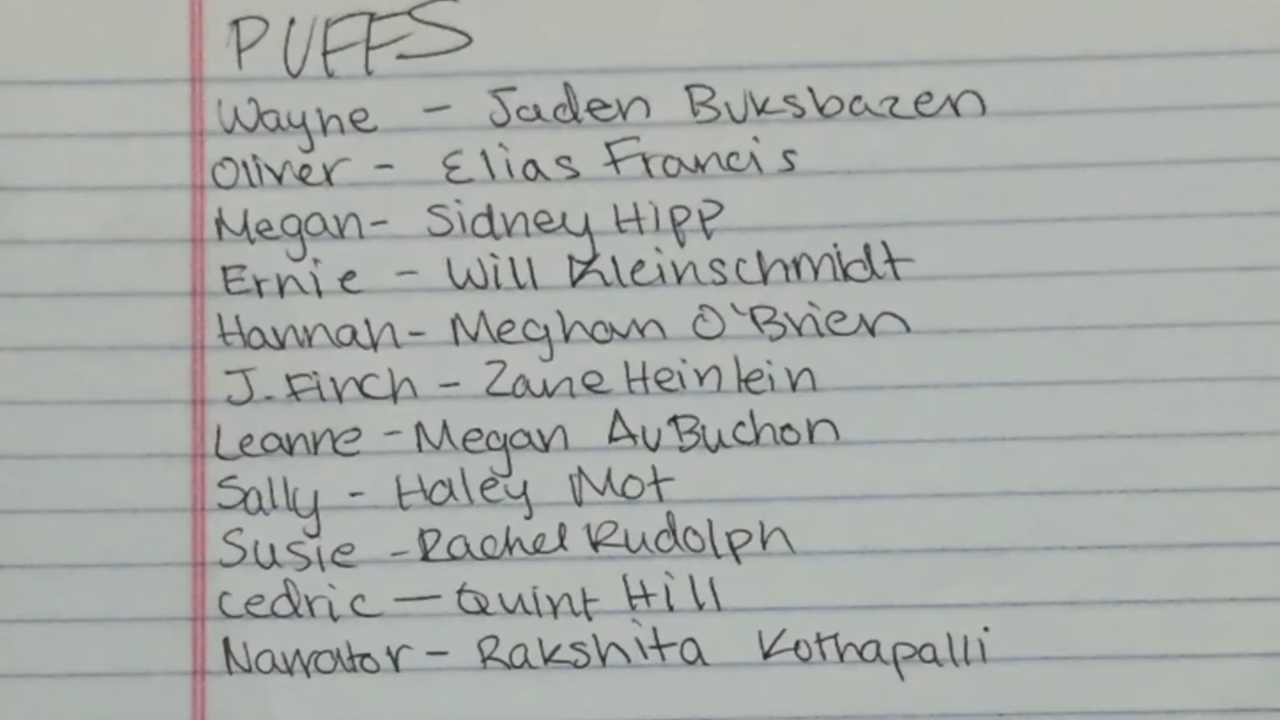 PUFFS
Wayne - Jaden Buksbazen
Oliver - Elias Francis
Megan- Sidney Hipp
Ernie - Will Kleinschmidt
Hannah- Meghan O'Brien
J. Finch - Zane Heinlein
Leanne -Megan AuBuchon
Sally - Haley Mot
Susie -Rachel Rudolph
Cedric - Quint Hill
Narrator - Rakshita Kothapalli